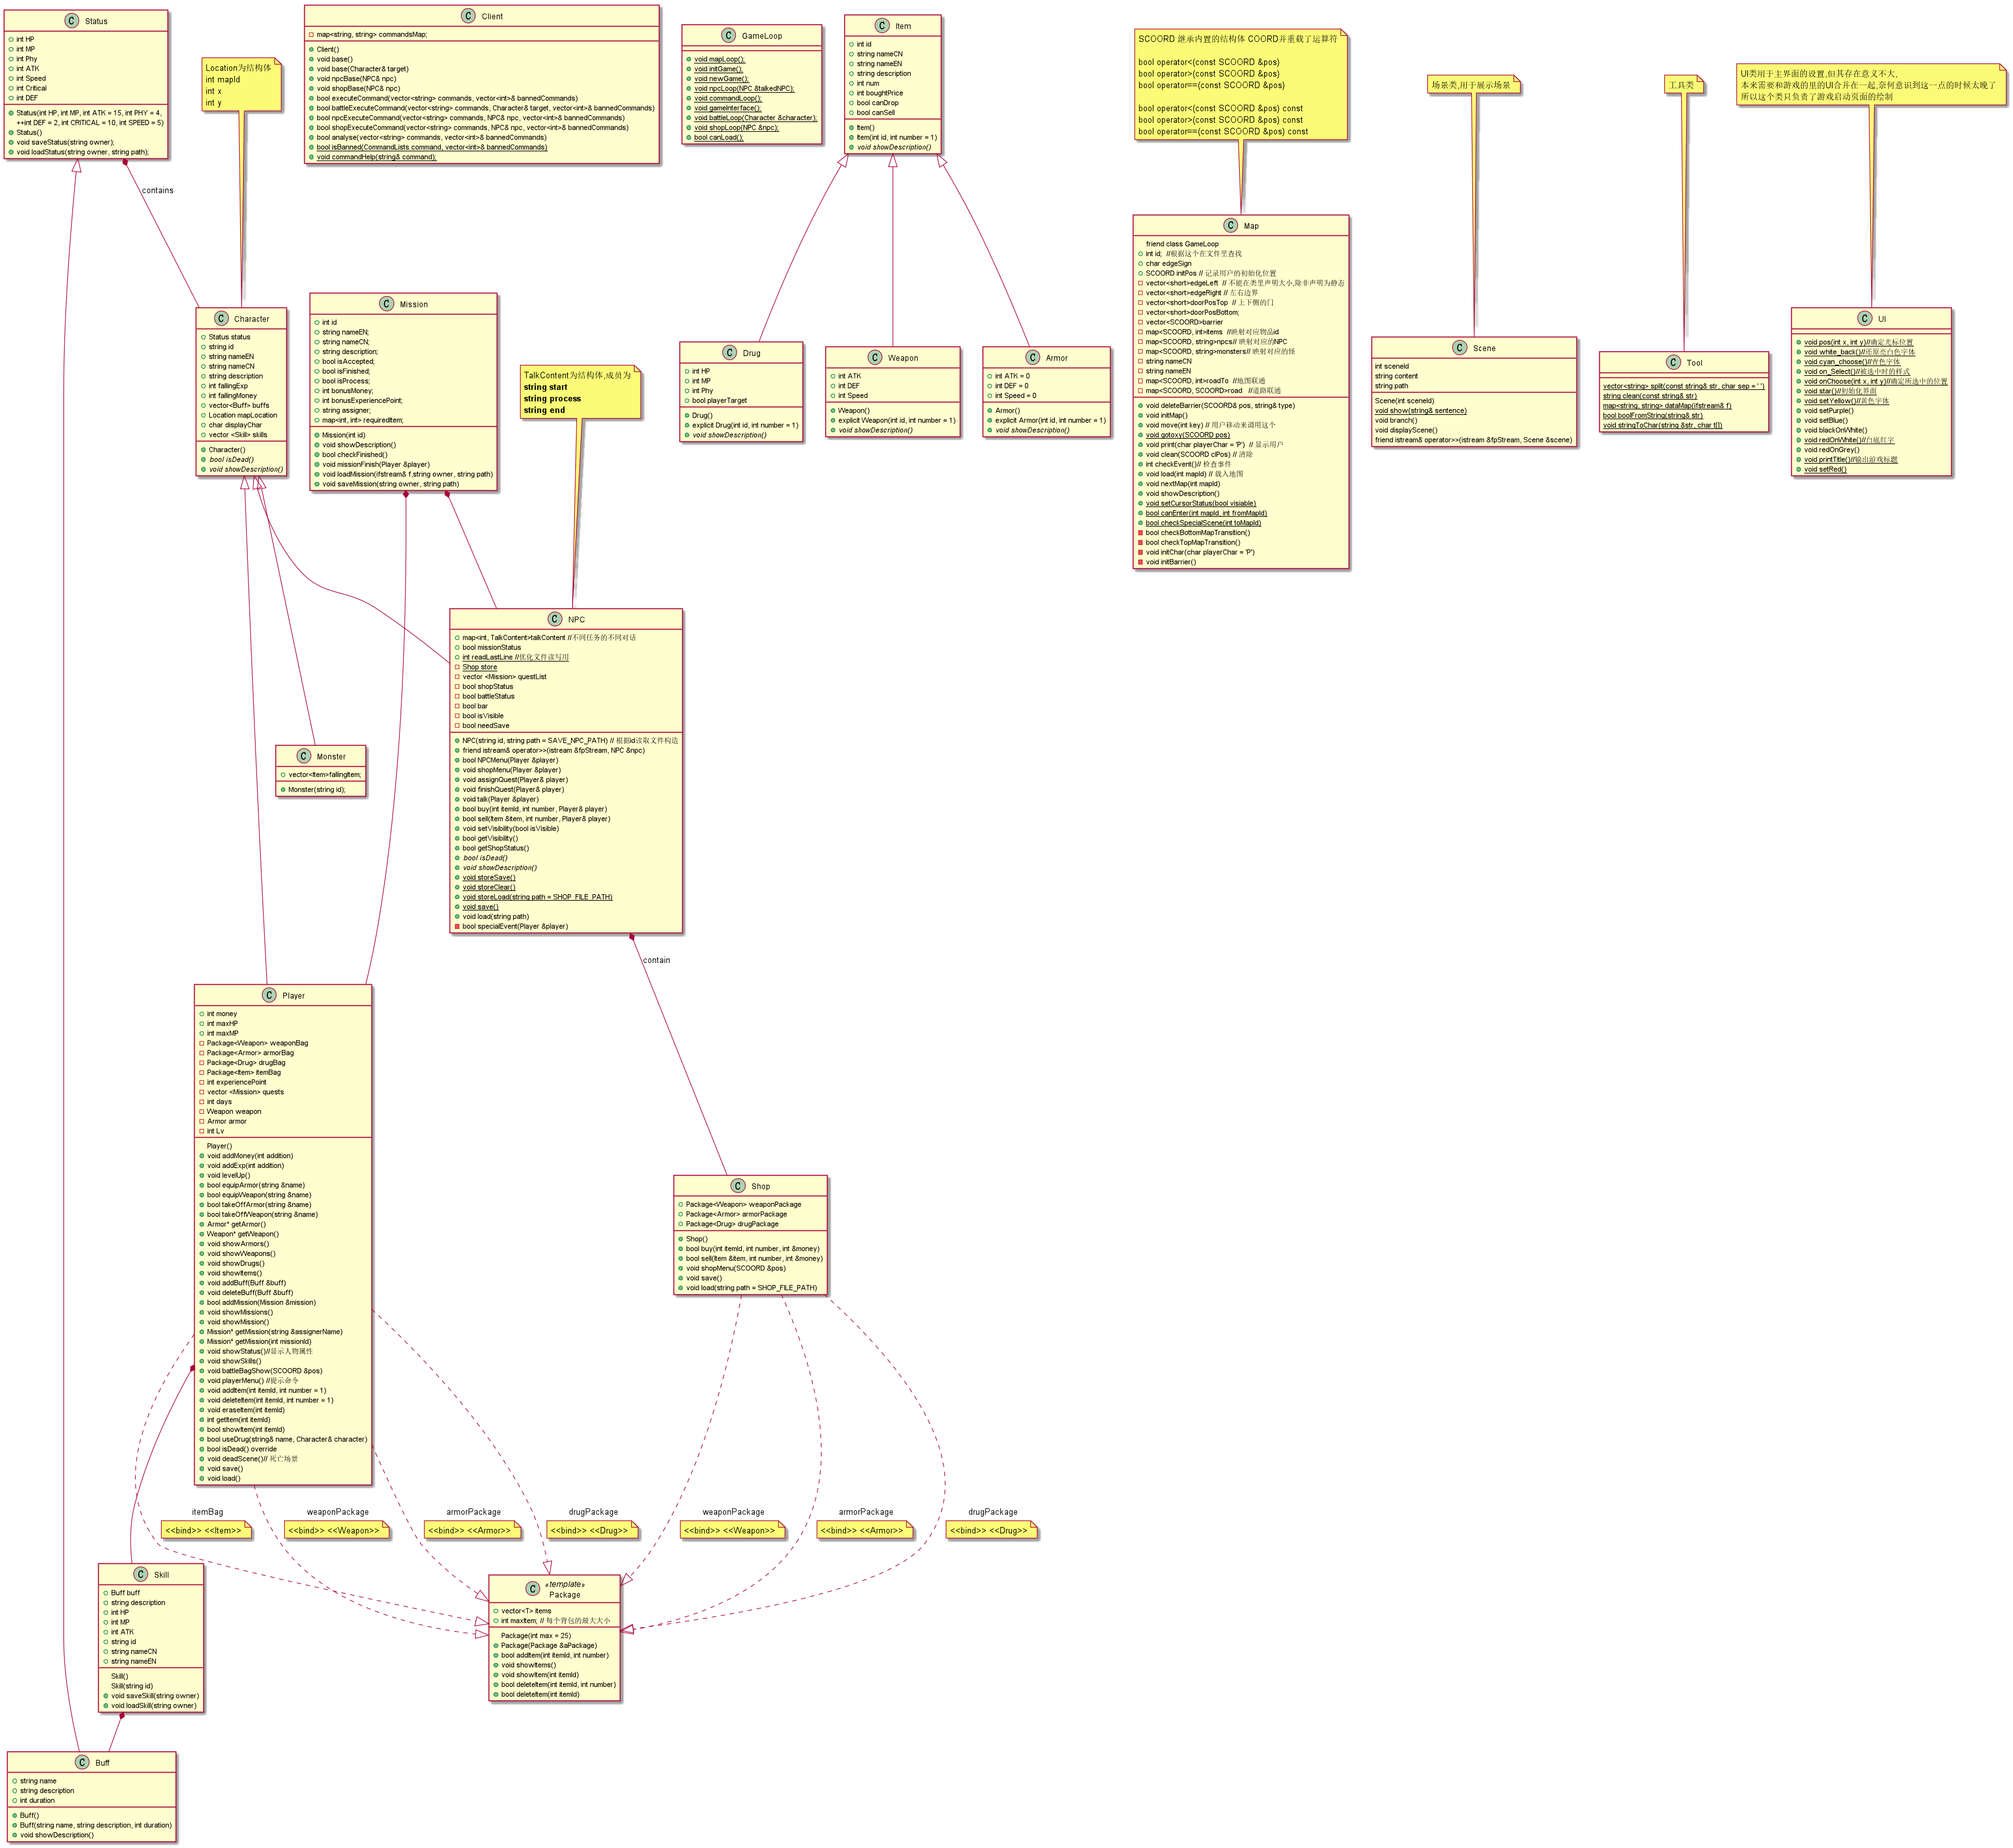 Status
int HP
int MP
int Phy
int ATK
int Speed
int Critical
int DEF
Status(int HP, int MP, int ATK = 15, int PHY = 4,
++int DEF = 2, int CRITICAL = 10, int SPEED = 5)
Status()
void saveStatus(string owner);
void loadStatus(string owner, string path);
Location为结构体
int mapId
int x
int y
Client
map<string, string> commandsMap;
Client()
void base()
void base(Character& target)
void npcBase(NPC& npc)
void shopBase(NPC& npc)
bool executeCommand(vector<string> commands, vector<int>& bannedCommands)
bool battleExecuteCommand(vector<string> commands, Character& target, vector<int>& bannedCommands)
bool npcExecuteCommand(vector<string> commands, NPC& npc, vector<int>& bannedCommands)
bool shopExecuteCommand(vector<string> commands, NPC& npc, vector<int>& bannedCommands)
bool analyse(vector<string> commands, vector<int>& bannedCommands)
bool isBanned(CommandLists command, vector<int>& bannedCommands)
void commandHelp(string& command);
GameLoop
void mapLoop();
void initGame();
void newGame();
void npcLoop(NPC &talkedNPC);
void commandLoop();
void gameInterface();
void battleLoop(Character &character);
void shopLoop(NPC &npc);
bool canLoad();
Item
int id
string nameCN
string nameEN
string description
int num
int boughtPrice
bool canDrop
bool canSell
Item()
Item(int id, int number = 1)
void showDescription()
SCOORD 继承内置的结构体 COORD并重载了运算符
bool operator<(const SCOORD &pos)
bool operator>(const SCOORD &pos)
bool operator==(const SCOORD &pos)
bool operator<(const SCOORD &pos) const
bool operator>(const SCOORD &pos) const
bool operator==(const SCOORD &pos) const
场景类,用于展示场景
工具类
UI类用于主界面的设置,但其存在意义不大,
本来需要和游戏的里的UI合并在一起,奈何意识到这一点的时候太晚了
所以这个类只负责了游戏启动页面的绘制
contains
Character
Status status
string id
string nameEN
string nameCN
string description
int fallingExp
int fallingMoney
vector<Buff> buffs
Location mapLocation
char displayChar
vector <Skill> skills
Character()
bool isDead()
void showDescription()
Mission
int id
string nameEN;
string nameCN;
string description;
bool isAccepted;
bool isFinished;
bool isProcess;
int bonusMoney;
int bonusExperiencePoint;
string assigner;
map<int, int> requiredItem;
Mission(int id)
void showDescription()
bool checkFinished()
void missionFinish(Player &player)
void loadMission(ifstream& f,string owner, string path)
void saveMission(string owner, string path)
TalkContent为结构体,成员为
string start
string process
string end
Drug
int HP
int MP
int Phy
bool playerTarget
Drug()
explicit Drug(int id, int number = 1)
void showDescription()
Weapon
int ATK
int DEF
int Speed
Weapon()
explicit Weapon(int id, int number = 1)
void showDescription()
Armor
int ATK = 0
int DEF = 0
int Speed = 0
Armor()
explicit Armor(int id, int number = 1)
void showDescription()
Map
friend class GameLoop
int id;  //根据这个在文件里查找
char edgeSign
SCOORD initPos // 记录用户的初始化位置
vector<short>edgeLeft  // 不能在类里声明大小,除非声明为静态
vector<short>edgeRight // 左右边界
vector<short>doorPosTop  // 上下侧的门
vector<short>doorPosBottom;
vector<SCOORD>barrier
map<SCOORD, int>items  //映射对应物品id
map<SCOORD, string>npcs// 映射对应的NPC
map<SCOORD, string>monsters// 映射对应的怪
string nameCN
string nameEN
map<SCOORD, int>roadTo  //地图联通
map<SCOORD, SCOORD>road   //道路联通
void deleteBarrier(SCOORD& pos, string& type)
void initMap()
void move(int key) // 用户移动来调用这个
void gotoxy(SCOORD pos)
void print(char playerChar = 'P')  // 显示用户
void clean(SCOORD clPos) // 清除
int checkEvent()// 检查事件
void load(int mapId) // 载入地图
void nextMap(int mapId)
void showDescription()
void setCursorStatus(bool visiable)
bool canEnter(int mapId, int fromMapId)
bool checkSpecialScene(int toMapId)
bool checkBottomMapTransition()
bool checkTopMapTransition()
void initChar(char playerChar = 'P')
void initBarrier()
Scene
int sceneId
string content
string path
Scene(int sceneId)
void show(string& sentence)
void branch()
void displayScene()
friend istream& operator>>(istream &fpStream, Scene &scene)
Tool
vector<string> split(const string& str, char sep = ' ')
string clean(const string& str)
map<string, string> dataMap(ifstream& f)
bool boolFromString(string& str)
void stringToChar(string &str, char t[])
UI
void pos(int x, int y)//确定光标位置
void white_back()//还原亮白色字体
void cyan_choose()//青色字体
void on_Select()//被选中时的样式
void onChoose(int x, int y)//确定所选中的位置
void star()//初始化界面
void setYellow()//黄色字体
void setPurple()
void setBlue()
void blackOnWhite()
void redOnWhite()//白底红字
void redOnGrey()
void printTitle()//输出游戏标题
void setRed()
NPC
map<int, TalkContent>talkContent //不同任务的不同对话
bool missionStatus
int readLastLine //优化文件读写用
Shop store
vector <Mission> questList
bool shopStatus
bool battleStatus
bool bar
bool isVisible
bool needSave
NPC(string id, string path = SAVE_NPC_PATH) // 根据id读取文件构造
friend istream& operator>>(istream &fpStream, NPC &npc)
bool NPCMenu(Player &player)
void shopMenu(Player &player)
void assignQuest(Player& player)
void finishQuest(Player& player)
void talk(Player &player)
bool buy(int itemId, int number, Player& player)
bool sell(Item &item, int number, Player& player)
void setVisibility(bool isVisible)
bool getVisibility()
bool getShopStatus()
bool isDead()
void showDescription()
void storeSave()
void storeClear()
void storeLoad(string path = SHOP_FILE_PATH)
void save()
void load(string path)
bool specialEvent(Player &player)
Monster
vector<Item>fallingItem;
Monster(string id);
contain
Player
int money
int maxHP
int maxMP
Package<Weapon> weaponBag
Package<Armor> armorBag
Package<Drug> drugBag
Package<Item> itemBag
int experiencePoint
vector <Mission> quests
int days
Weapon weapon
Armor armor
int Lv
Player()
void addMoney(int addition)
void addExp(int addition)
void levelUp()
bool equipArmor(string &name)
bool equipWeapon(string &name)
bool takeOffArmor(string &name)
bool takeOffWeapon(string &name)
Armor* getArmor()
Weapon* getWeapon()
void showArmors()
void showWeapons()
void showDrugs()
void showItems()
void addBuff(Buff &buff)
void deleteBuff(Buff &buff)
bool addMission(Mission &mission)
void showMissions()
void showMission()
Mission* getMission(string &assignerName)
Mission* getMission(int missionId)
void showStatus()//显示人物属性
void showSkills()
void battleBagShow(SCOORD &pos)
void playerMenu() //提示命令
void addItem(int itemId, int number = 1)
void deleteItem(int itemId, int number = 1)
void eraseItem(int itemId)
int getItem(int itemId)
bool showItem(int itemId)
bool useDrug(string& name, Character& character)
bool isDead() override
void deadScene()// 死亡场景
void save()
void load()
Shop
Package<Weapon> weaponPackage
Package<Armor> armorPackage
Package<Drug> drugPackage
Shop()
bool buy(int itemId, int number, int &money)
bool sell(Item &item, int number, int &money)
void shopMenu(SCOORD &pos)
void save()
void load(string path = SHOP_FILE_PATH)
itemBag
weaponPackage
armorPackage
drugPackage
weaponPackage
armorPackage
drugPackage
<<bind>> <<Item>>
<<bind>> <<Weapon>>
<<bind>> <<Armor>>
<<bind>> <<Drug>>
<<bind>> <<Weapon>>
<<bind>> <<Armor>>
<<bind>> <<Drug>>
Skill
Buff buff
string description
int HP
int MP
int ATK
string id
string nameCN
string nameEN
Skill()
Skill(string id)
void saveSkill(string owner)
void loadSkill(string owner)
«template»
Package
vector<T> items
int maxItem; // 每个背包的最大大小
Package(int max = 25)
Package(Package &aPackage)
bool addItem(int itemId, int number)
void showItems()
void showItem(int itemId)
bool deleteItem(int itemId, int number)
bool deleteItem(int itemId)
Buff
string name
string description
int duration
Buff()
Buff(string name, string description, int duration)
void showDescription()